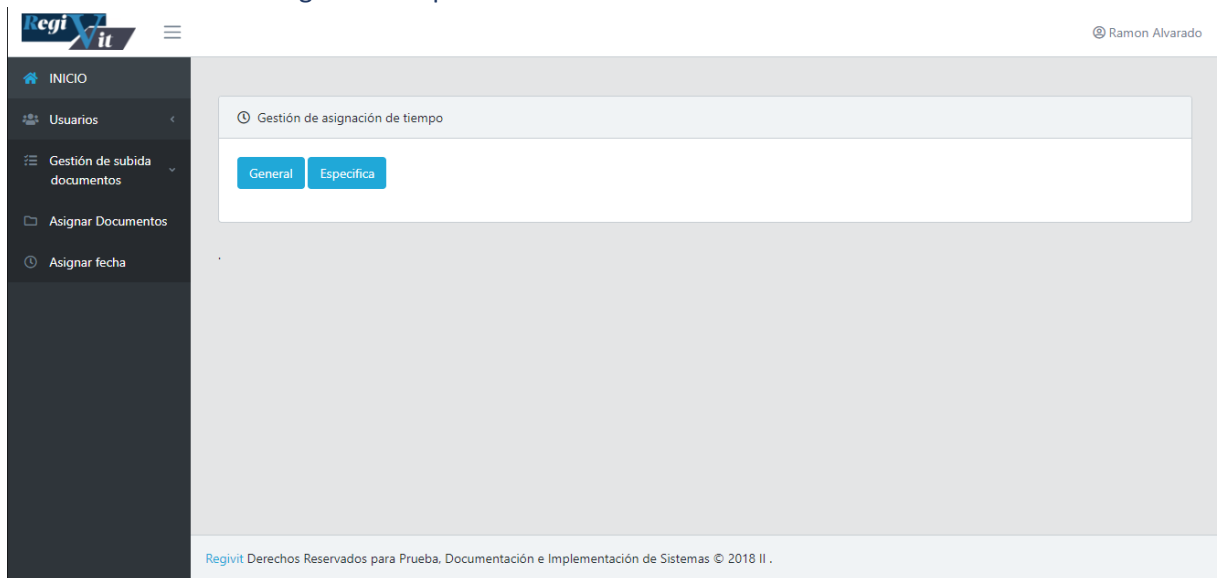 Regi
Vit
Ramon Alvarado
INICIO
Usuarios
Gestión de subida
documentos
Asignar Documentos
Asignar fecha
Gestión de asignación de tiempo
General Especifica
.
Regivit Derechos Reservados para Prueba, Documentación e Implementación de Sistemas © 2018 II .